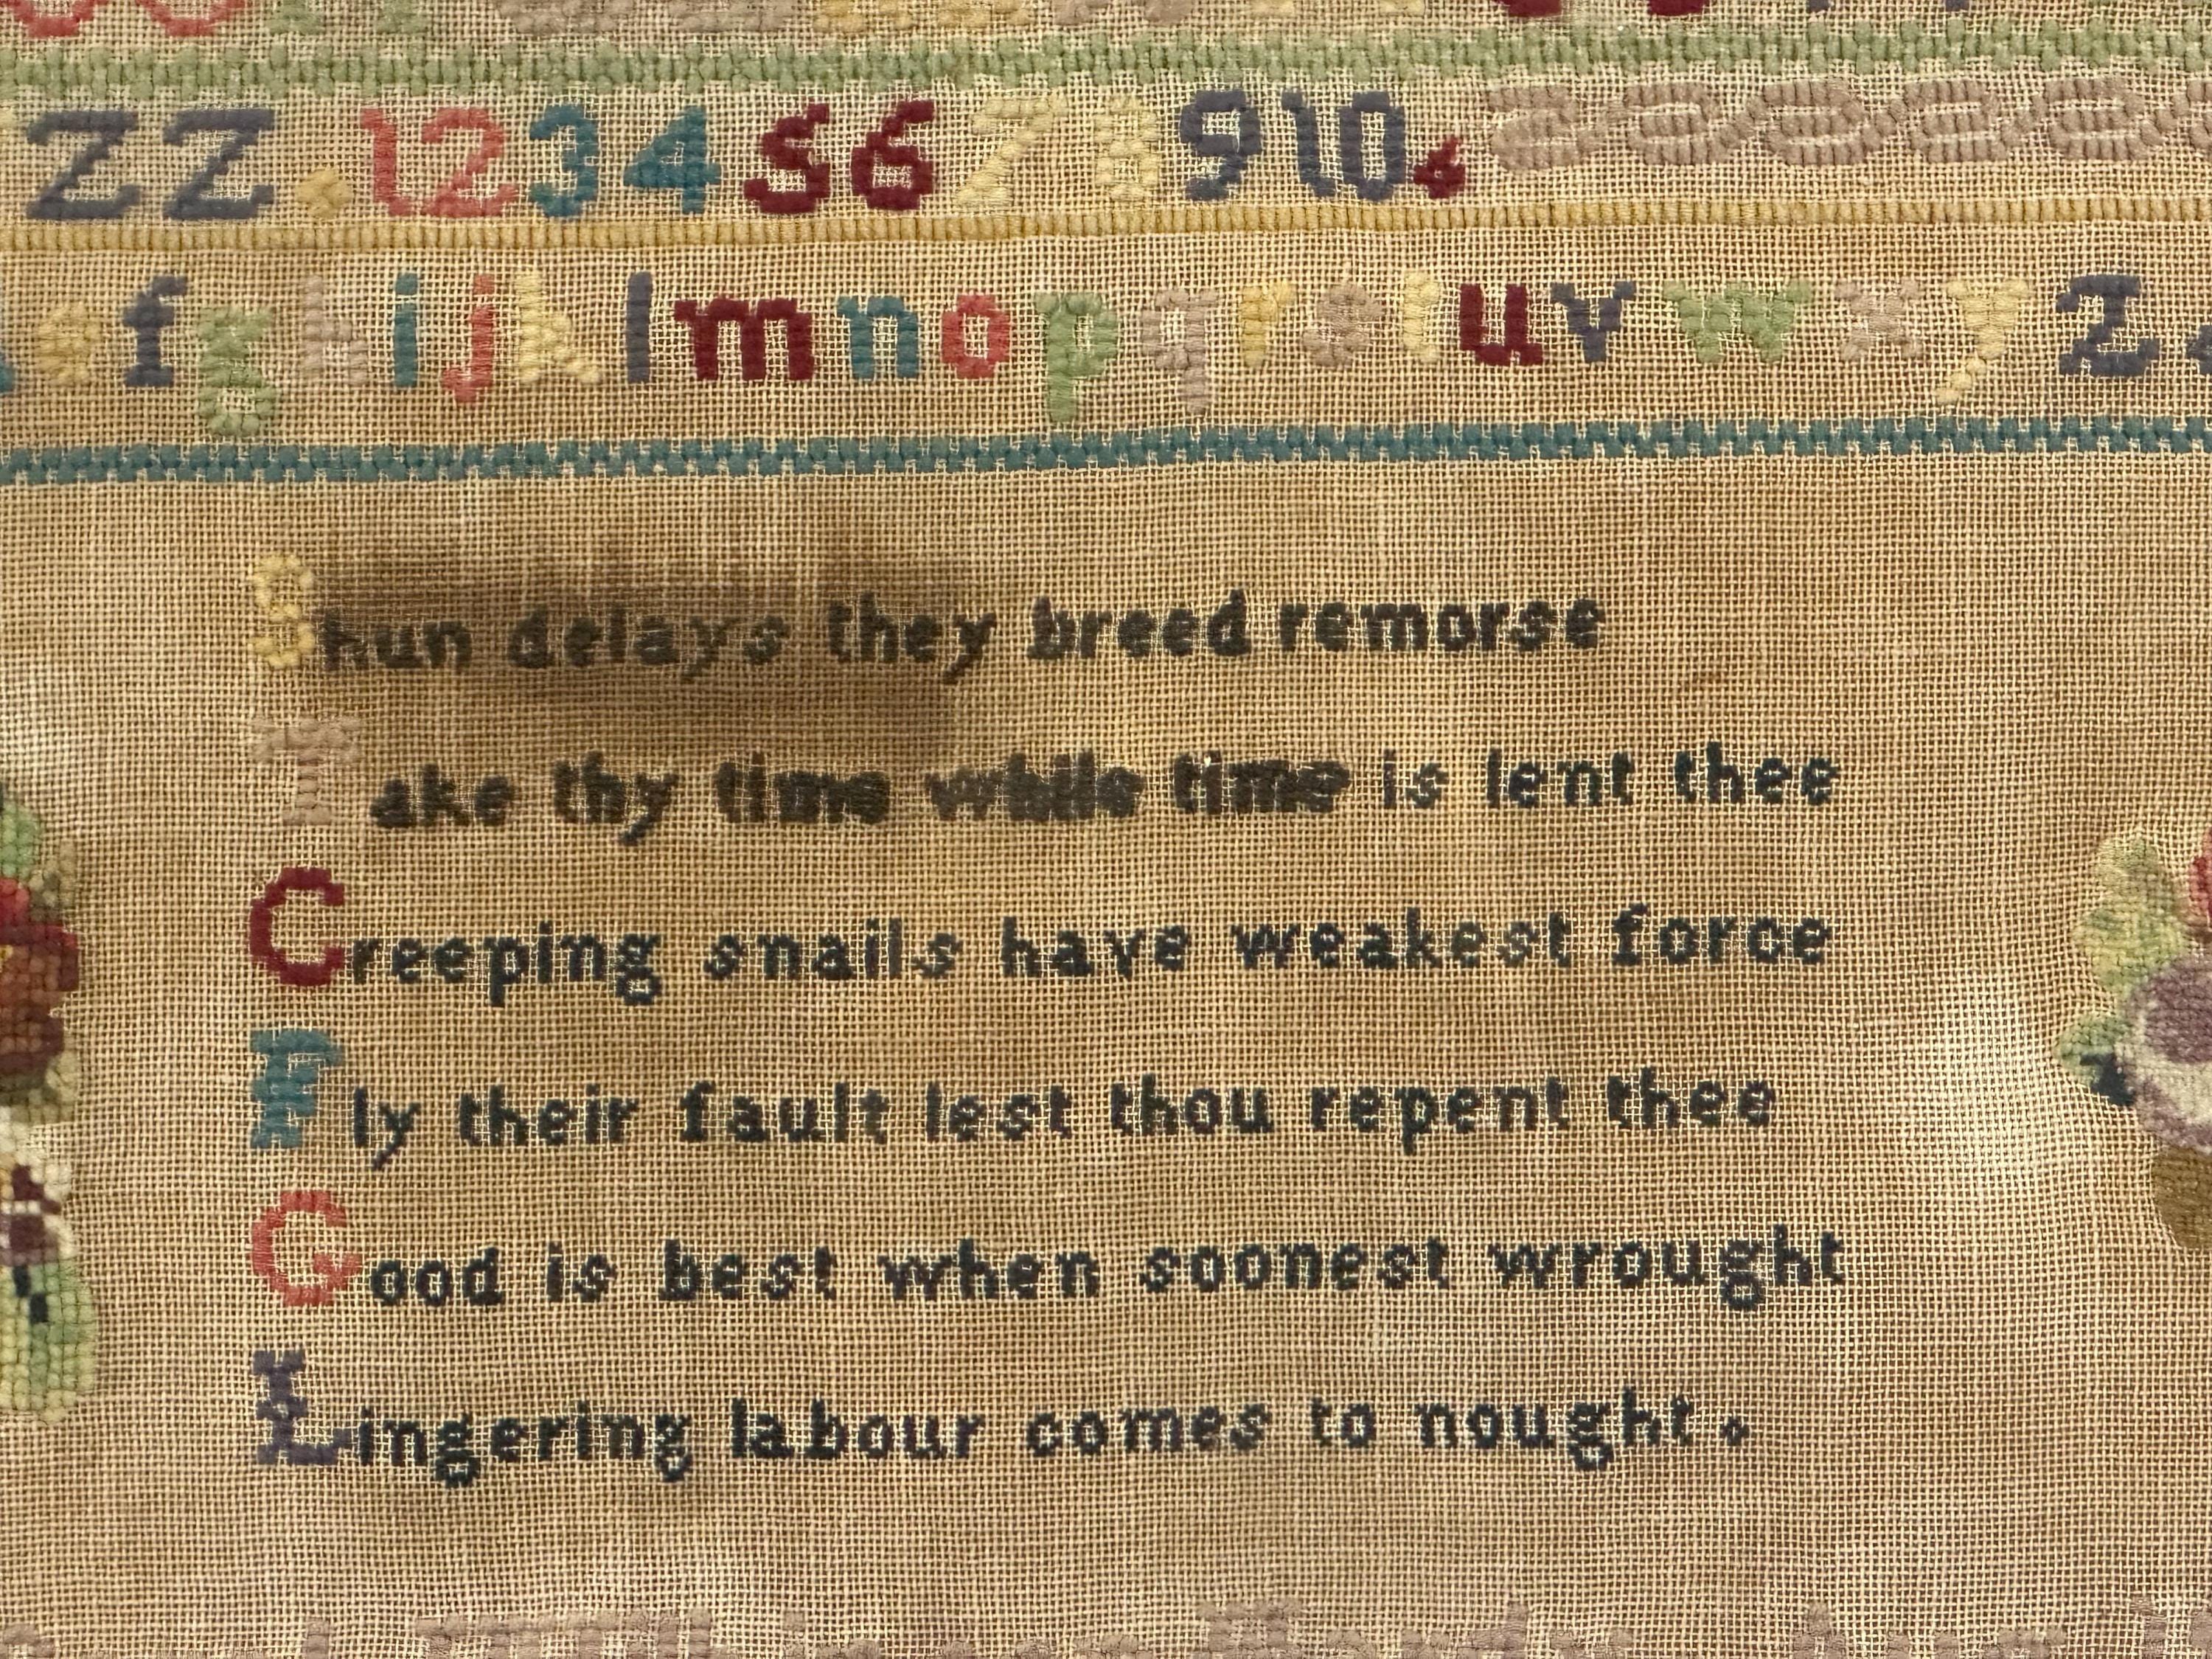 ZZ. 12345678910
e f g h i j k l m n o p q r s t u v w x y Z
Shun delays they breed remorse
Take thy time while time is lent thee
Creeping snails have weakest force
Fly their fault lest thou repent thee
Good is best when soonest wrought
Lingering labour comes to nought.